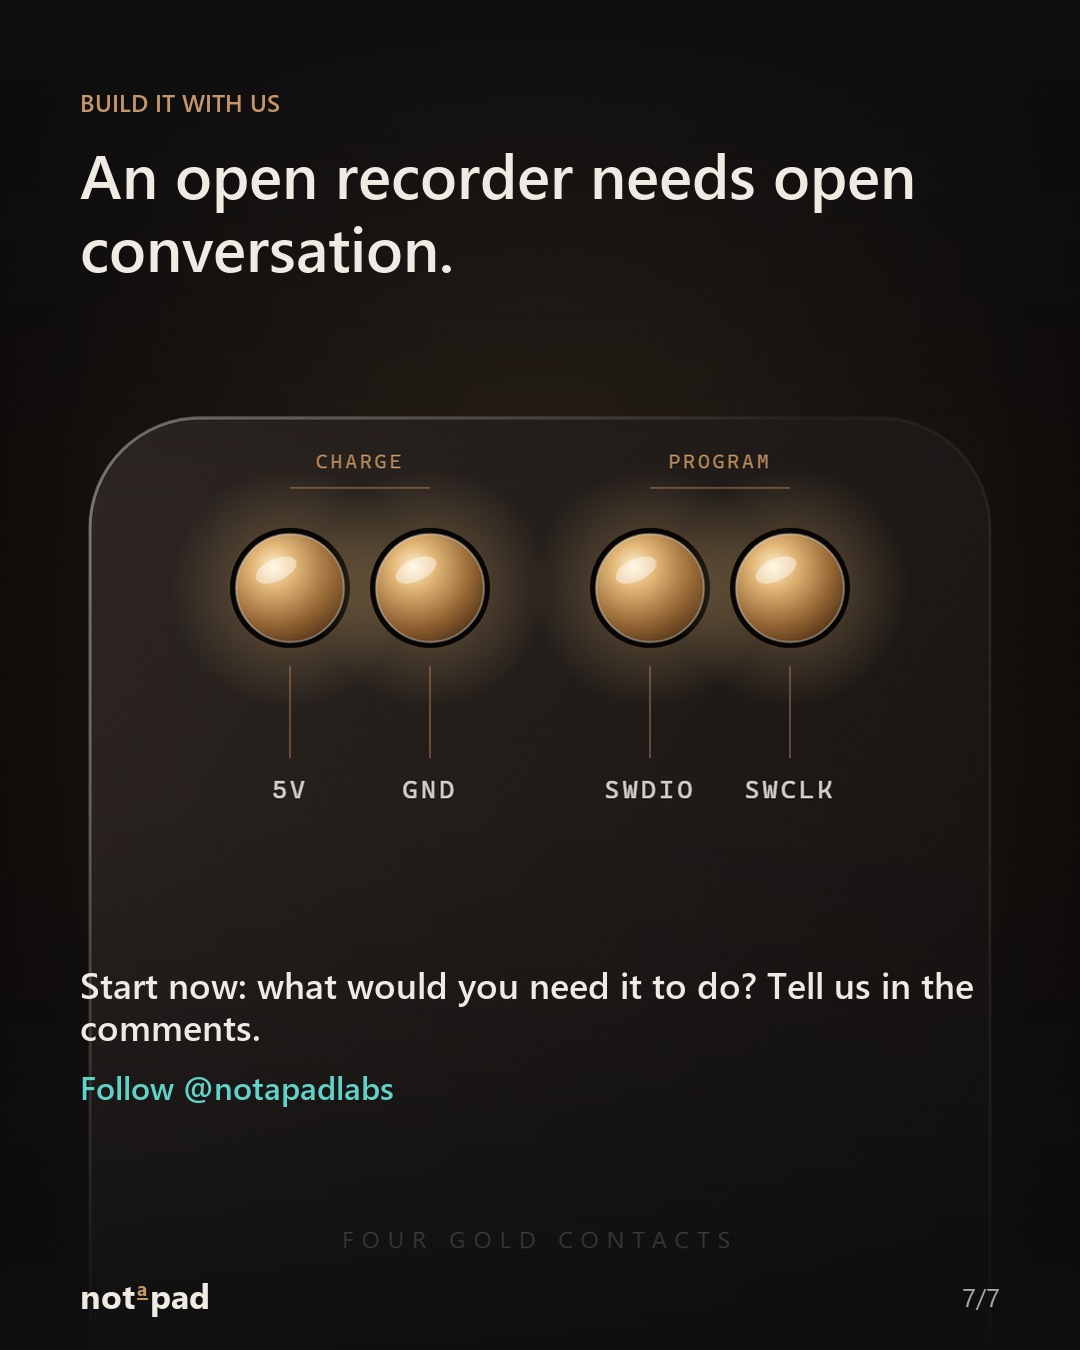 BUILD IT WITH US
An open recorder needs open
conversation.
CHARGE PROGRAM
5V GND SWDIO SWCLK
Start now: what would you need it to do? Tell us in the
comments.
Follow @notapadlabs
FOUR GOLD CONTACTS
notapad 7/7